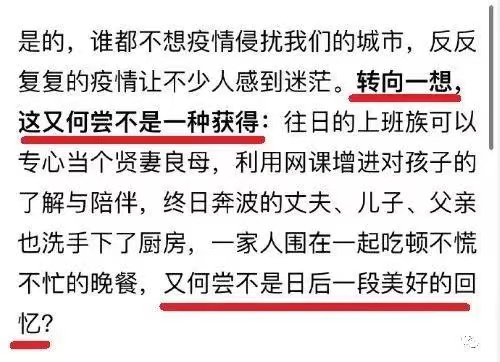 是的，谁都不想疫情侵扰我们的城市，反反
复复的疫情让不少人感到迷茫。转向一想，
这又何尝不是一种获得：往日的上班族可以
专心当个贤妻良母，利用网课增进对孩子的
了解与陪伴，终日奔波的丈夫、儿子、父亲
也洗手下了厨房，一家人围在一起吃顿不慌
不忙的晚餐，又何尝不是日后一段美好的回
忆？